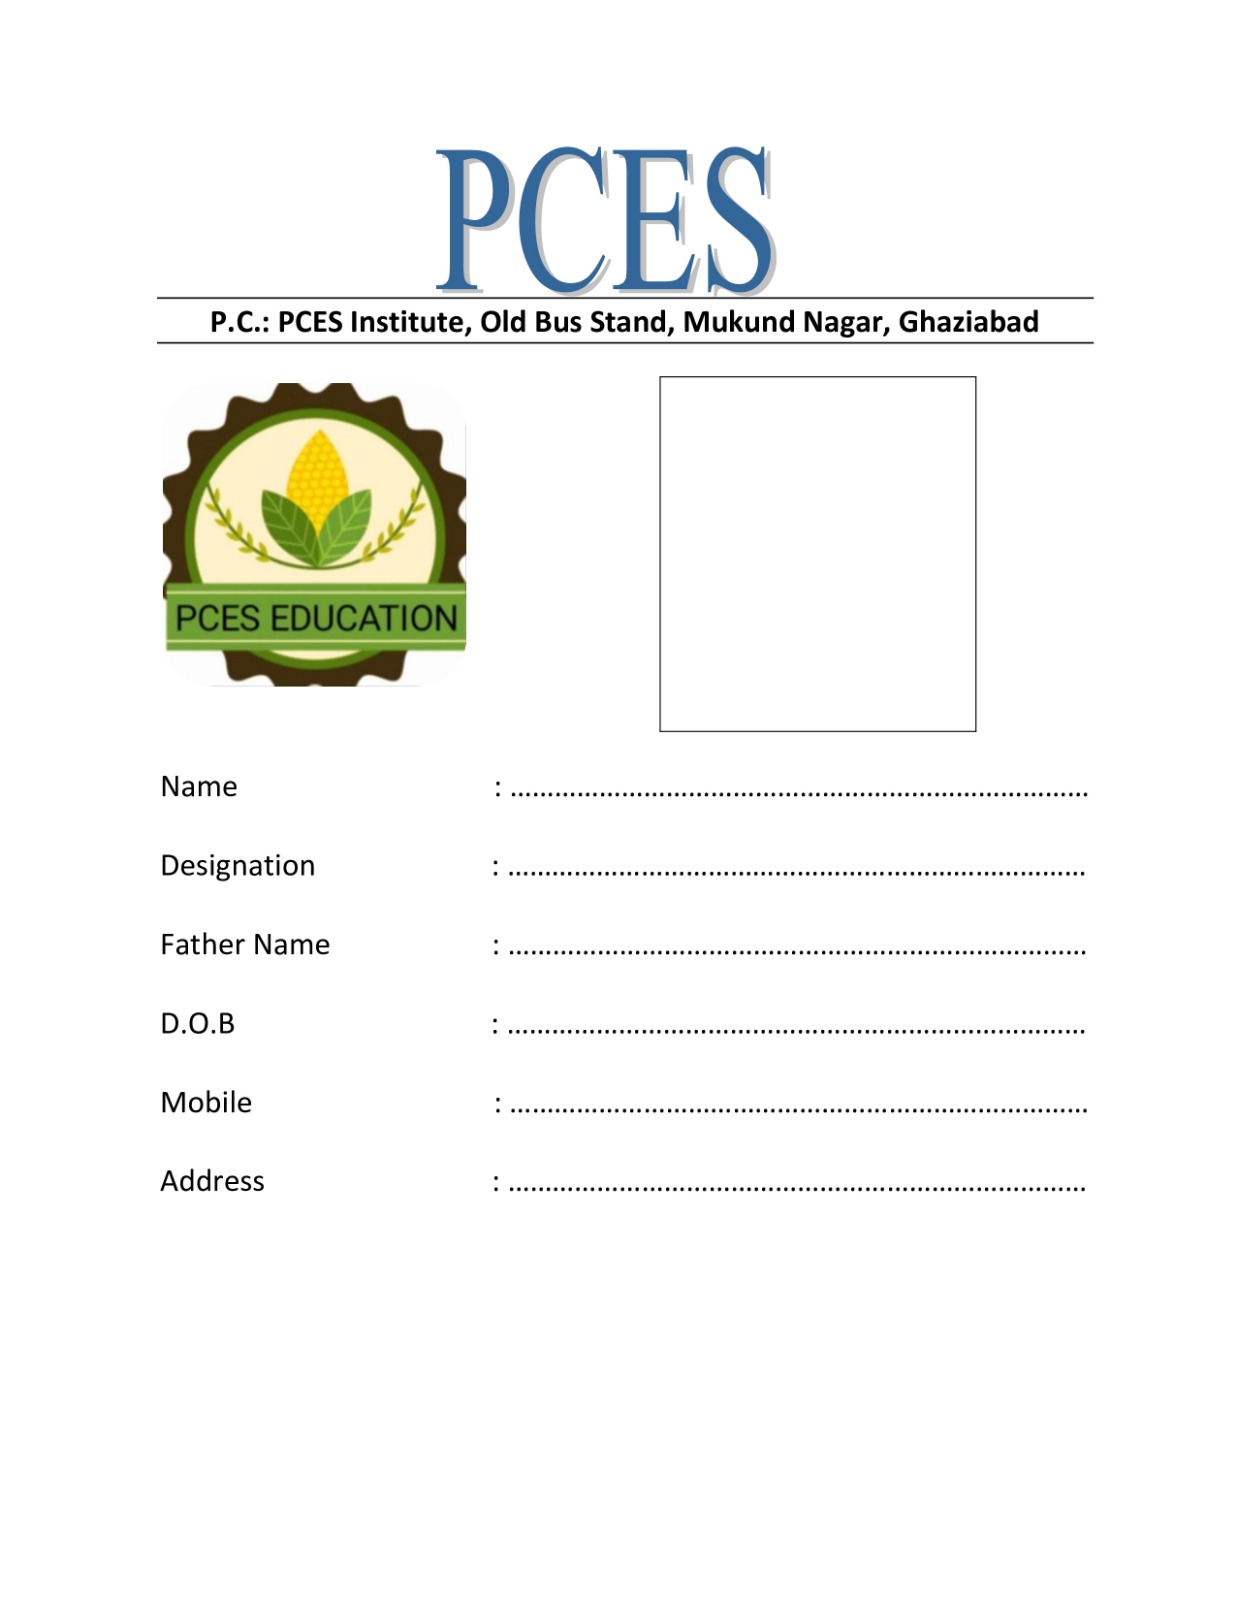 PCES
P.C.: PCES Institute, Old Bus Stand, Mukund Nagar, Ghaziabad
PCES EDUCATION
Name : ..............................................................................
Designation : ..............................................................................
Father Name : ..............................................................................
D.O.B : ..............................................................................
Mobile : ..............................................................................
Address : ..............................................................................